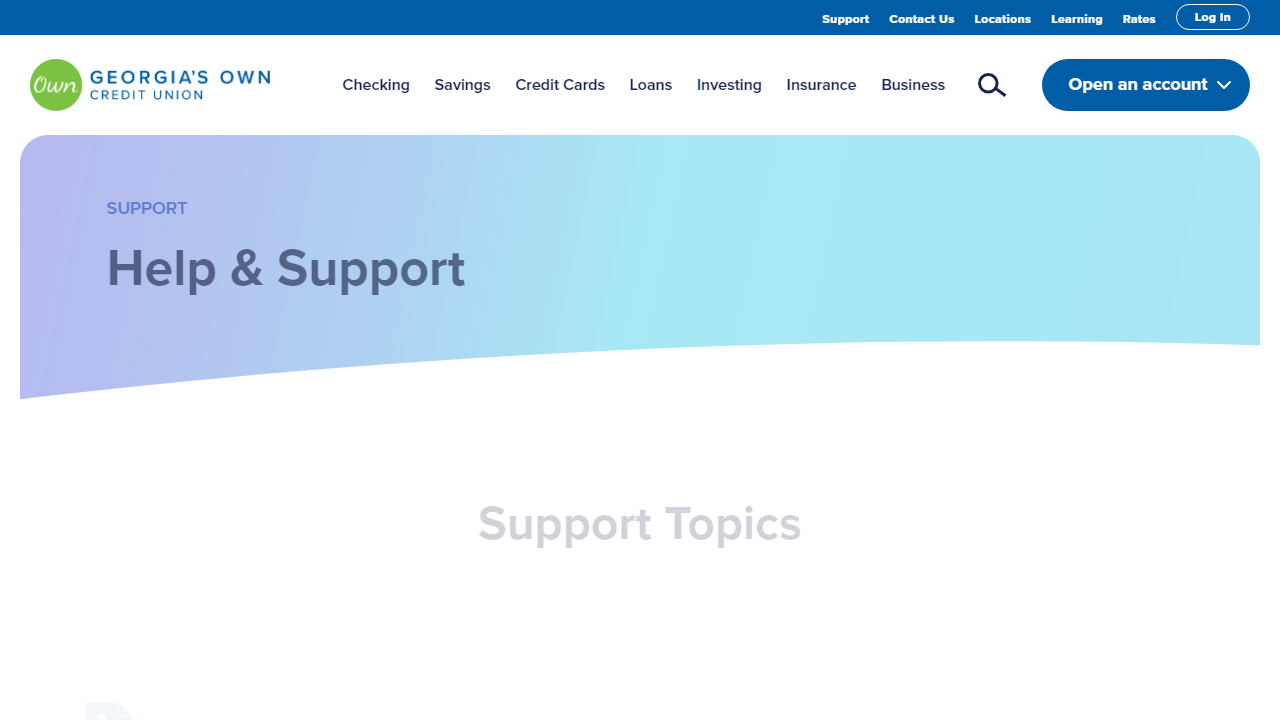 Support Contact Us Locations Learning Rates Log In
Own GEORGIA'S OWN
CREDIT UNION
Checking Savings Credit Cards Loans Investing Insurance Business Open an account
SUPPORT
Help & Support
Support Topics